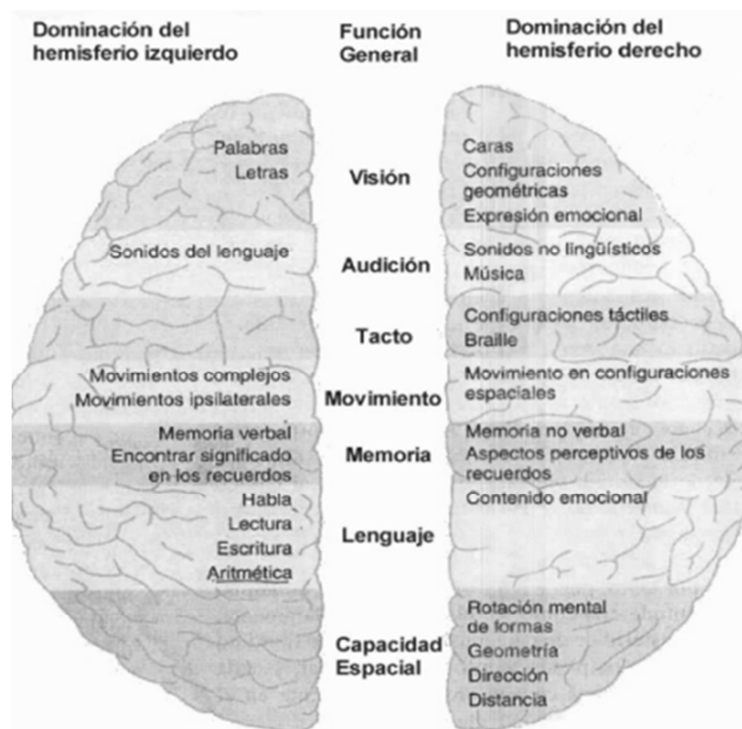 Dominación del
hemisferio izquierdo
Función
General
Dominación del
hemisferio derecho
Palabras
Letras
Visión
Caras
Configuraciones
geométricas
Expresión emocional
Sonidos del lenguaje
Audición
Sonidos no lingüísticos
Música
Tacto
Configuraciones táctiles
Braille
Movimientos complejos
Movimientos ipsilaterales
Movimiento
Movimiento en configuraciones
espaciales
Memoria verbal
Encontrar significado
en los recuerdos
Memoria
Memoria no verbal
Aspectos perceptivos de los
recuerdos
Habla
Lectura
Escritura
Aritmética
Lenguaje
Contenido emocional
Capacidad
Espacial
Rotación mental
de formas
Geometría
Dirección
Distancia